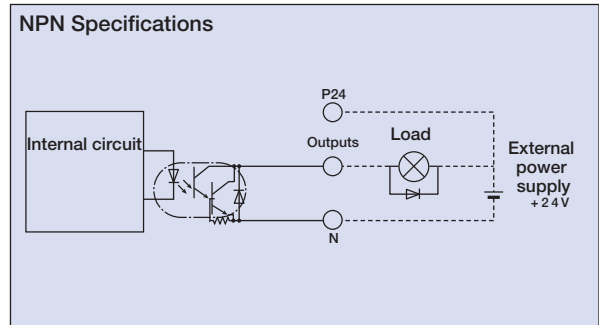 NPN Specifications
P24
Internal circuit
Outputs
Load
External
power
supply
+24V
N